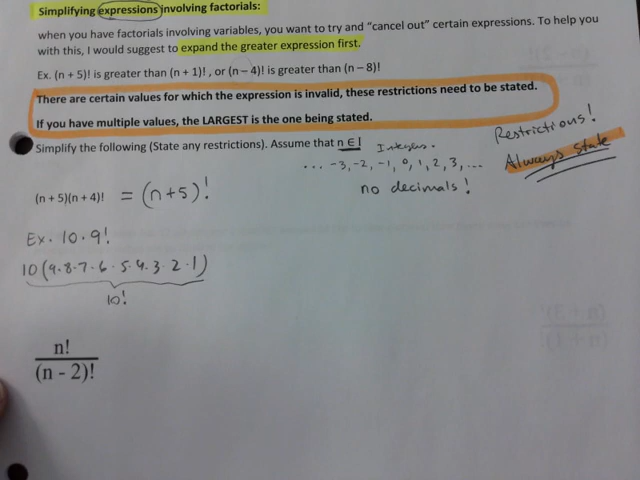 Simplifying expressions involving factorials:
when you have factorials involving variables, you want to try and “cancel out” certain expressions. To help you
with this, I would suggest to expand the greater expression first.
Ex. (n + 5)! is greater than (n + 1)! , or (n – 4)! is greater than (n – 8)!
There are certain values for which the expression is invalid, these restrictions need to be stated.
If you have multiple values, the LARGEST is the one being stated.
Restrictions!
Always state
Simplify the following (State any restrictions). Assume that n ∈ I Integers.
... -3, -2, -1, 0, 1, 2, 3, ...
no decimals!
(n + 5)(n + 4)! = (n+5)!
Ex. 10·9!
10(9·8·7·6·5·4·3·2·1)
10!
n!
(n - 2)!